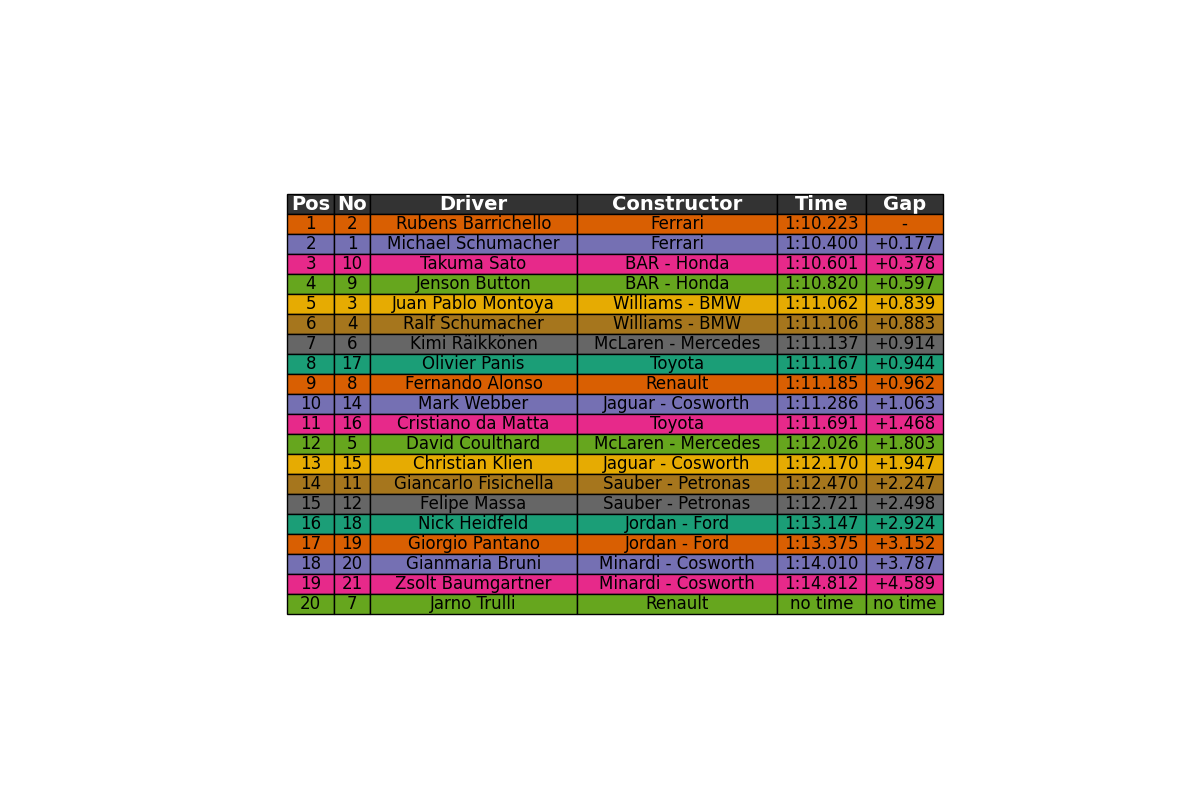 Pos No Driver Constructor Time Gap
1 2 Rubens Barrichello Ferrari 1:10.223 -
2 1 Michael Schumacher Ferrari 1:10.400 +0.177
3 10 Takuma Sato BAR - Honda 1:10.601 +0.378
4 9 Jenson Button BAR - Honda 1:10.820 +0.597
5 3 Juan Pablo Montoya Williams - BMW 1:11.062 +0.839
6 4 Ralf Schumacher Williams - BMW 1:11.106 +0.883
7 6 Kimi Räikkönen McLaren - Mercedes 1:11.137 +0.914
8 17 Olivier Panis Toyota 1:11.167 +0.944
9 8 Fernando Alonso Renault 1:11.185 +0.962
10 14 Mark Webber Jaguar - Cosworth 1:11.286 +1.063
11 16 Cristiano da Matta Toyota 1:11.691 +1.468
12 5 David Coulthard McLaren - Mercedes 1:12.026 +1.803
13 15 Christian Klien Jaguar - Cosworth 1:12.170 +1.947
14 11 Giancarlo Fisichella Sauber - Petronas 1:12.470 +2.247
15 12 Felipe Massa Sauber - Petronas 1:12.721 +2.498
16 18 Nick Heidfeld Jordan - Ford 1:13.147 +2.924
17 19 Giorgio Pantano Jordan - Ford 1:13.375 +3.152
18 20 Gianmaria Bruni Minardi - Cosworth 1:14.010 +3.787
19 21 Zsolt Baumgartner Minardi - Cosworth 1:14.812 +4.589
20 7 Jarno Trulli Renault no time no time